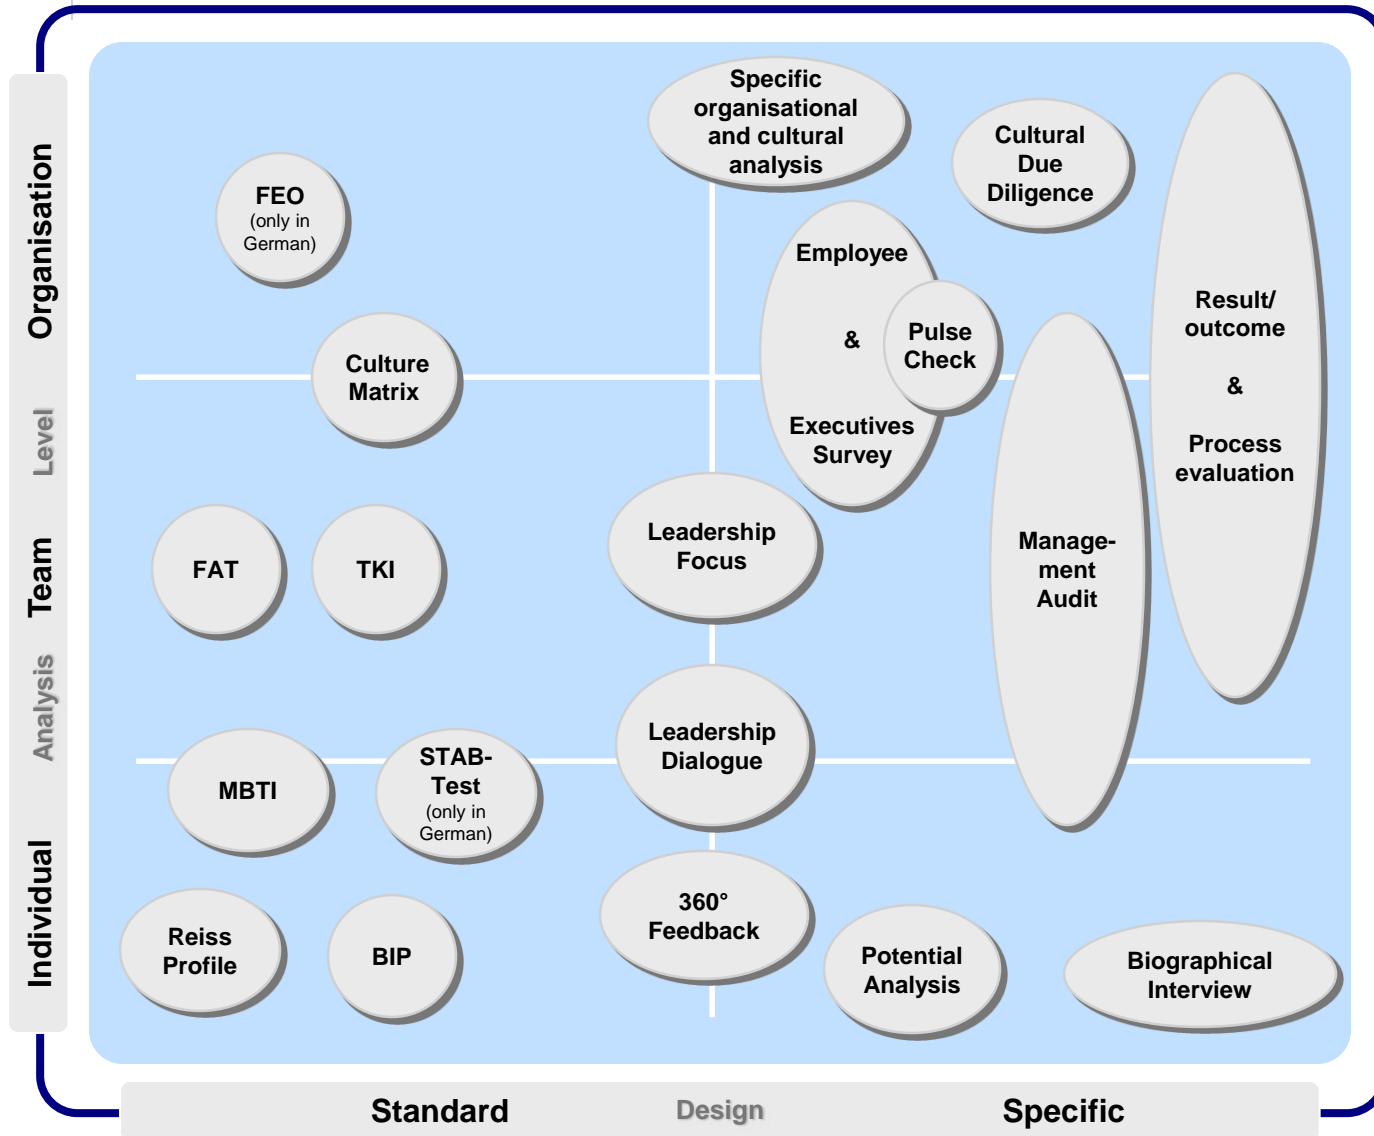 Specific
organisational
and cultural
analysis
Cultural
Due
Diligence
FEO
(only in
German)
Employee
&
Executives
Survey
Pulse
Check
Result/
outcome
&
Process
evaluation
Culture
Matrix
Leadership
Focus
Manage-
ment
Audit
FAT
TKI
Leadership
Dialogue
MBTI
STAB-
Test
(only in
German)
360°
Feedback
Reiss
Profile
BIP
Potential
Analysis
Biographical
Interview
Organisation
Level
Team
Analysis
Individual
Standard
Design
Specific